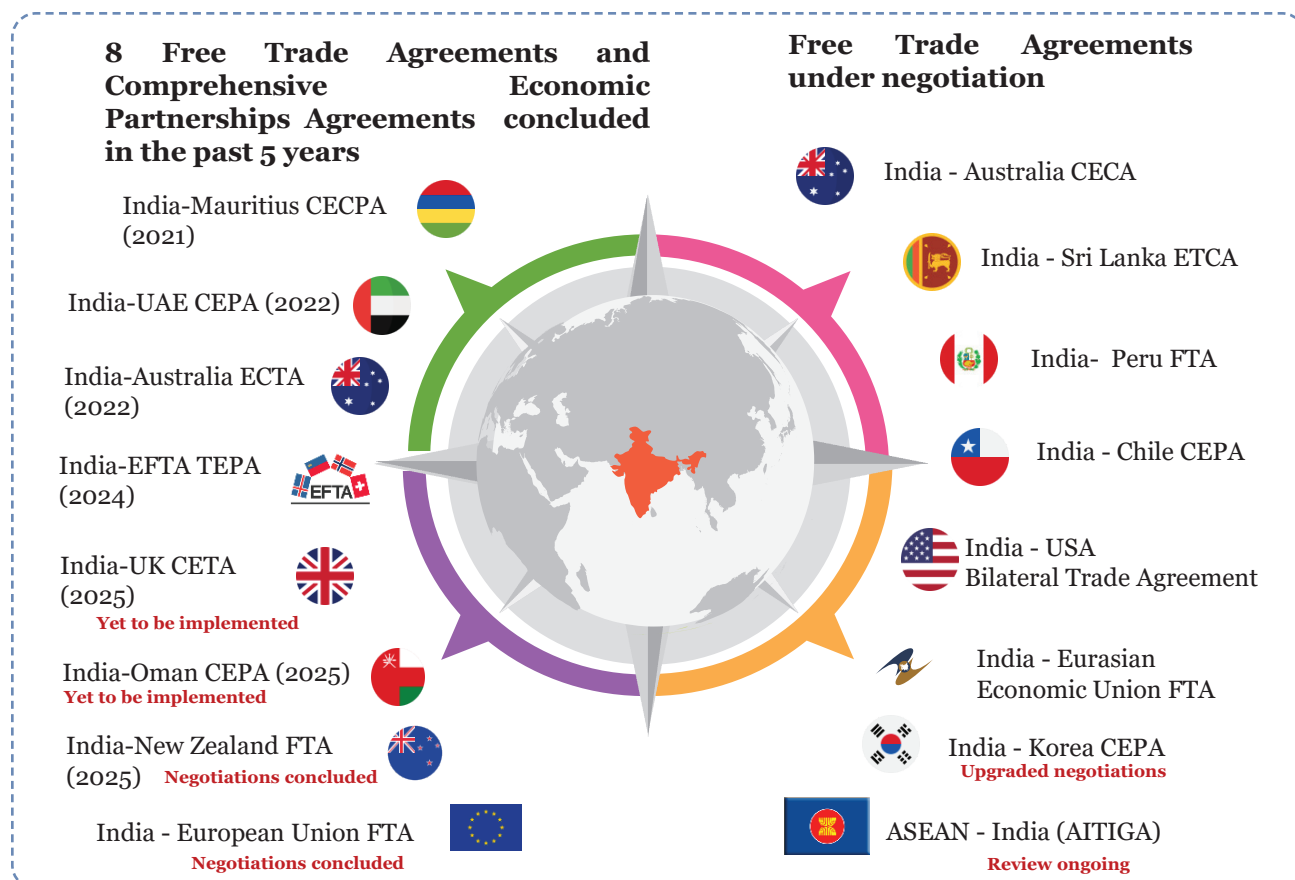 8 Free Trade Agreements and
Comprehensive Economic
Partnerships Agreements concluded
in the past 5 years
India-Mauritius CECPA
(2021)
India-UAE CEPA (2022)
India-Australia ECTA
(2022)
India-EFTA TEPA
(2024)
EFTA
India-UK CETA
(2025)
Yet to be implemented
India-Oman CEPA (2025)
Yet to be implemented
India-New Zealand FTA
(2025) Negotiations concluded
India - European Union FTA
Negotiations concluded
Free Trade Agreements
under negotiation
India - Australia CECA
India - Sri Lanka ETCA
India- Peru FTA
India - Chile CEPA
India - USA
Bilateral Trade Agreement
India - Eurasian
Economic Union FTA
India - Korea CEPA
Upgraded negotiations
ASEAN - India (AITIGA)
Review ongoing